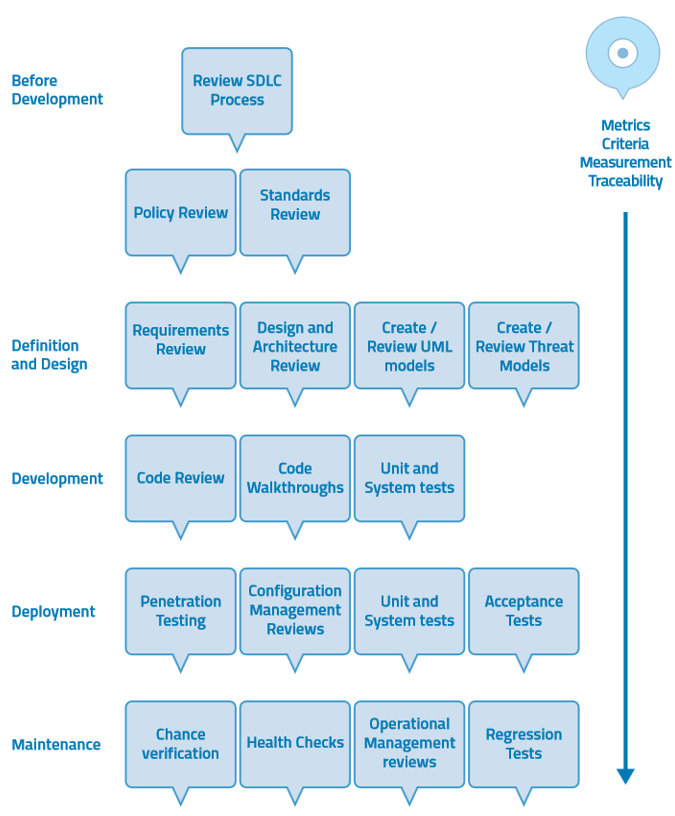 Before
Development
Review SDLC
Process
Metrics
Criteria
Measurement
Traceability
Policy Review
Standards
Review
Definition
and Design
Requirements
Review
Design and
Architecture
Review
Create /
Review UML
models
Create /
Review Threat
Models
Development
Code Review
Code
Walkthroughs
Unit and
System tests
Deployment
Penetration
Testing
Configuration
Management
Reviews
Unit and
System tests
Acceptance
Tests
Maintenance
Chance
verification
Health Checks
Operational
Management
reviews
Regression
Tests